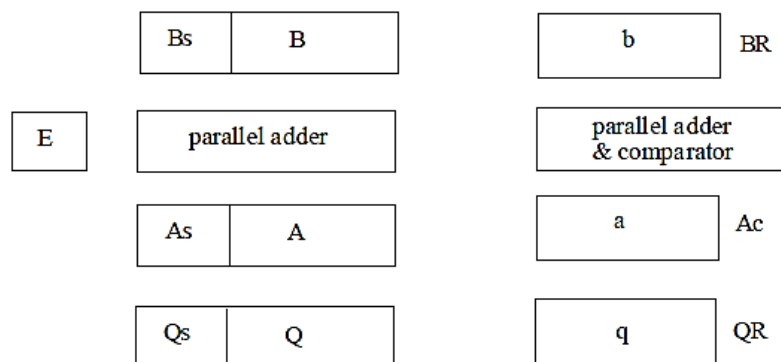 Bs B b BR
E parallel adder parallel adder
& comparator
As A a Ac
Qs Q q QR